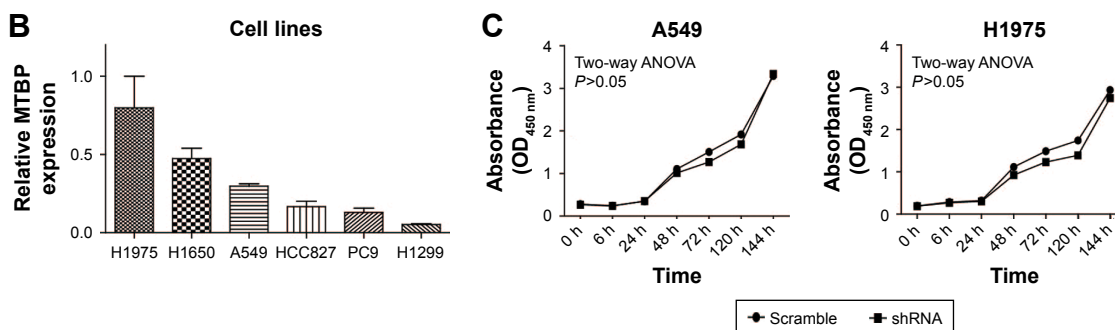 B
Cell lines
Relative MTBP
expression
1.0
0.5
0.0
H1975 H1650 A549 HCC827 PC9 H1299
C
A549
Absorbance
(OD450 nm)
Two-way ANOVA
P>0.05
4
3
2
1
0
0 h 6 h 24 h 48 h 72 h 120 h 144 h
Time
H1975
Absorbance
(OD450 nm)
Two-way ANOVA
P>0.05
4
3
2
1
0
0 h 6 h 24 h 48 h 72 h 120 h 144 h
Time
Scramble shRNA